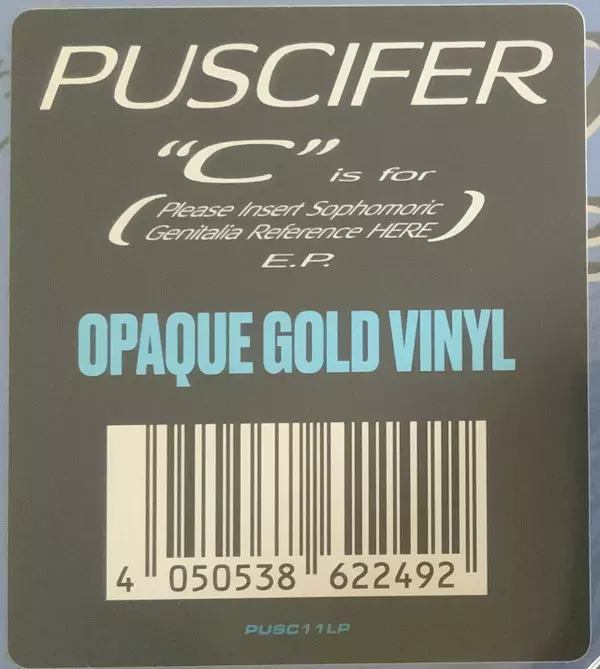 PUSCIFER
“C” is for
(Please Insert Sophomoric
Genitalia Reference HERE)
E.P.
OPAQUE GOLD VINYL
4 050538 622492
PUSC11LP